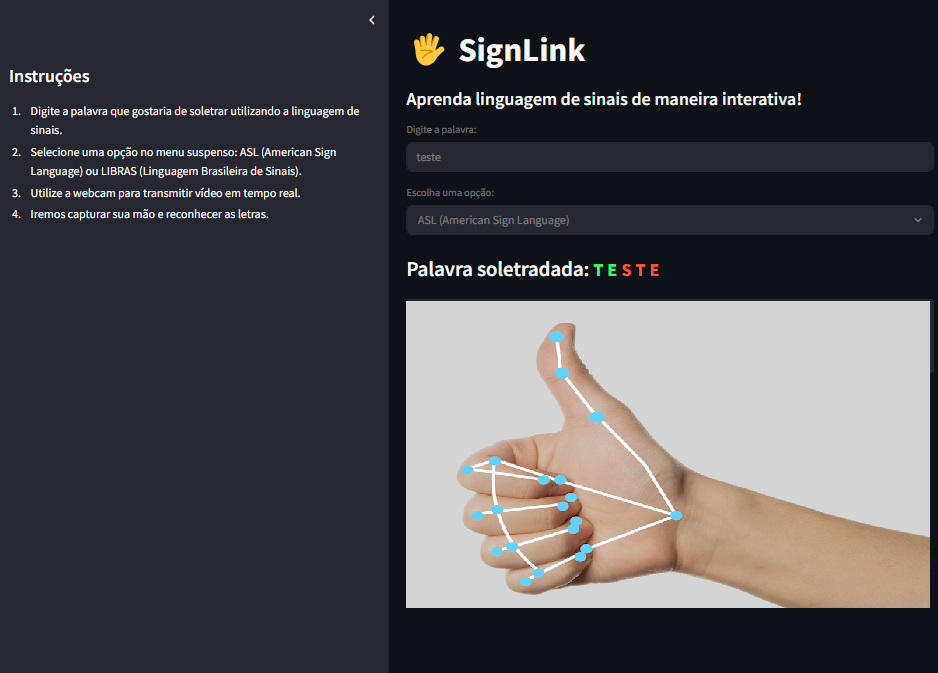 Instruções
1. Digite a palavra que gostaria de soletrar utilizando a linguagem de
sinais.
2. Selecione uma opção no menu suspenso: ASL (American Sign
Language) ou LIBRAS (Linguagem Brasileira de Sinais).
3. Utilize a webcam para transmitir vídeo em tempo real.
4. Iremos capturar sua mão e reconhecer as letras.
SignLink
Aprenda linguagem de sinais de maneira interativa!
Digite a palavra:
teste
Escolha uma opção:
ASL (American Sign Language)
Palavra soletradada: T E S T E